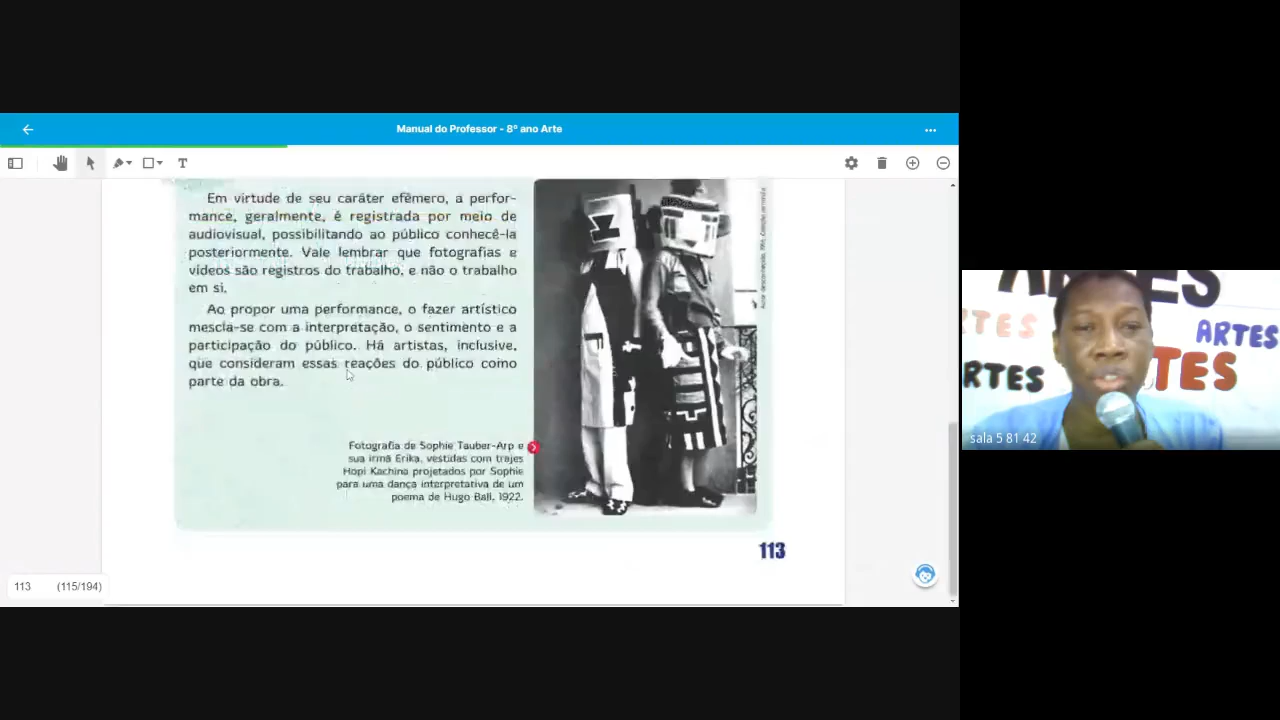 Manual do Professor - 8º ano Arte
T
Em virtude de seu caráter efêmero, a perfor-
mance, geralmente, é registrada por meio de
audiovisual, possibilitando ao público conhecê-la
posteriormente. Vale lembrar que fotografias e
vídeos são registros do trabalho, e não o trabalho
em si.
Ao propor uma performance, o fazer artístico
mescla-se com a interpretação, o sentimento e a
participação do público. Há artistas, inclusive,
que consideram essas reações do público como
parte da obra.
Fotografia de Sophie Tauber-Arp e
sua irmã Erika, vestidas com trajes
Hopi Kachina projetados por Sophie
para uma dança interpretativa de um
poema de Hugo Ball, 1922.
113
113 (115/194)
ARTES
RTES
ARTES
RTES
RTES
sala 5 81 42